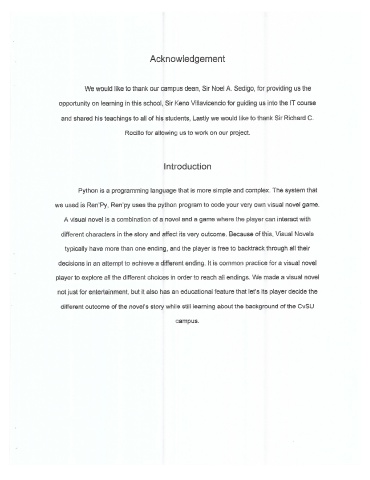 Acknowledgement
We would like to thank our campus dean, Sir Noel A. Sedigo, for providing us the
opportunity on learning in this school, Sir Keno Villavicencio for guiding us into the IT course
and shared his teachings to all of his students, Lastly we would like to thank Sir Richard C.
Rocillo for allowing us to work on our project.
Introduction
Python is a programming language that is more simple and complex. The system that
we used is Ren'Py, Ren'py uses the python program to code your very own visual novel game.
A visual novel is a combination of a novel and a game where the player can interact with
different characters in the story and affect its very outcome. Because of this, Visual Novels
typically have more than one ending, and the player is free to backtrack through all their
decisions in an attempt to achieve a different ending. It is common practice for a visual novel
player to explore all the different choices in order to reach all endings. We made a visual novel
not just for entertainment, but it also has an educational feature that let's its player decide the
different outcome of the novel's story while still learning about the background of the CvSU
campus.